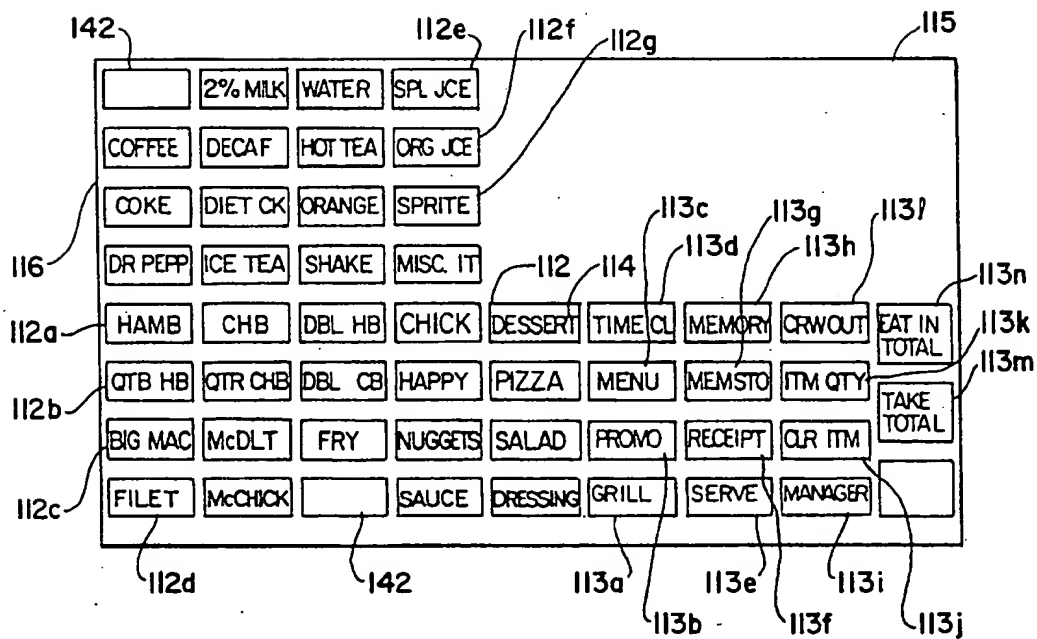 142 112e 112f 112g 115
2% MILK WATER SPL JCE
COFFEE DECAF HOT TEA ORG JCE
COKE DIET CK ORANGE SPRITE
113c 113g 113l
113d 113h
116 DR PEPP ICE TEA SHAKE MISC. IT 112 114 113n
112a HAMB CHB DBL HB CHICK DESSERT TIME CL MEMORY CRWOUT EAT IN
TOTAL
113k
112b QTB HB QTR CHB DBL CB HAPPY PIZZA MENU MEMSTO ITM QTY
113m
TAKE
TOTAL
112c BIG MAC McDLT FRY NUGGETS SALAD PROMO RECEIPT CLR ITM
FILET McCHICK SAUCE DRESSING GRILL SERVE MANAGER
112d 142 113a 113e 113i
113b 113f 113j